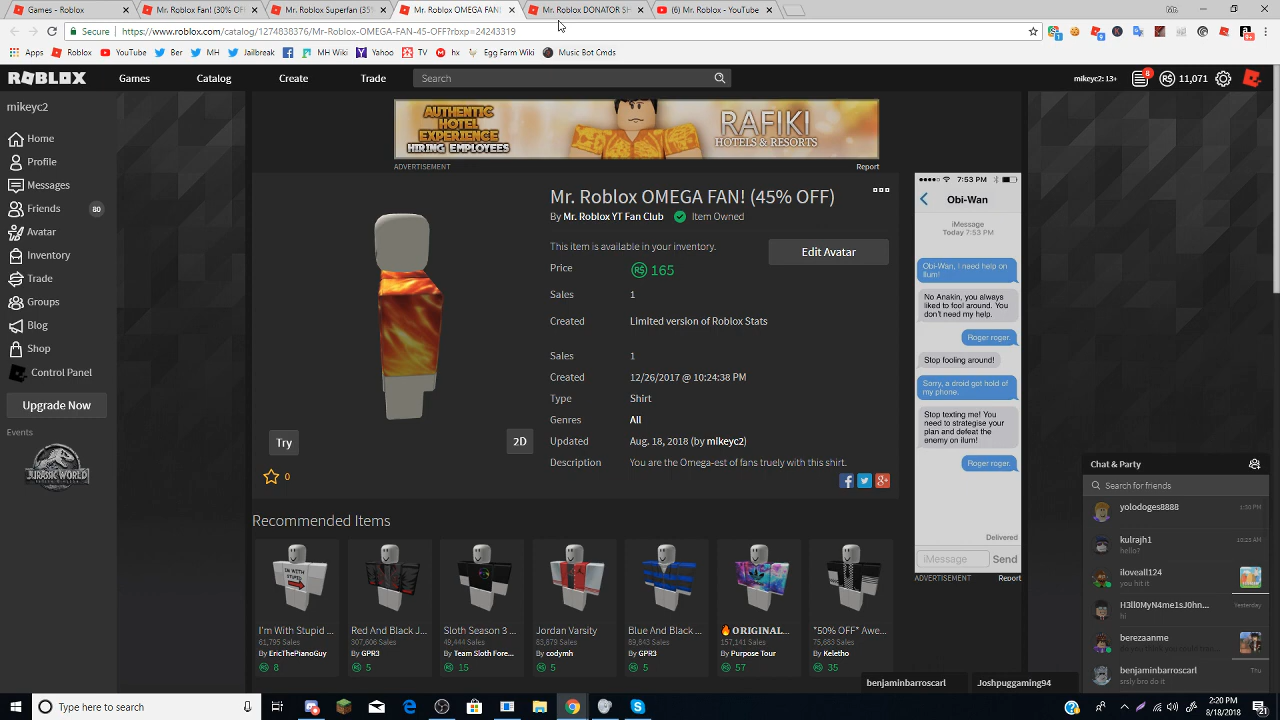 Games - Roblox
Mr. Roblox Fan! (30% OFF)
Mr. Roblox Superfan (35%
Mr. Roblox OMEGA FAN!
Mr. Roblox DONATOR SH
(6) Mr. Roblox - YouTube
Secure
https://www.roblox.com/catalog/1274838376/Mr-Roblox-OMEGA-FAN-45-OFF?rbxp=24243319
Apps
Roblox
YouTube
Ber
MH
Jailbreak
MH Wiki
Yahoo
TV
hx
Egg Farm Wiki
Music Bot Cmds
ROBLOX
Games
Catalog
Create
Trade
Search
mikeyc2: 13+
8
R$ 11,071
mikeyc2
Home
Profile
Messages
Friends
80
Avatar
Inventory
Trade
Groups
Blog
Shop
Control Panel
Upgrade Now
Events
JURASSIC WORLD
AUTHENTIC
HOTEL
EXPERIENCE
HIRING EMPLOYEES
RAFIKI
HOTELS & RESORTS
ADVERTISEMENT
Report
Mr. Roblox OMEGA FAN! (45% OFF)
By Mr. Roblox YT Fan Club
Item Owned
This item is available in your inventory.
Edit Avatar
Price
R$ 165
Sales
1
Created
Limited version of Roblox Stats
Sales
1
Created
12/26/2017 @ 10:24:38 PM
Type
Shirt
Genres
All
Updated
Aug. 18, 2018 (by mikeyc2)
Description
You are the Omega-est of fans truely with this shirt.
Try
2D
0
Recommended Items
I'm With Stupid ...
61,795 Sales
By EricThePianoGuy
8
Red And Black J...
By GPR3
5
Sloth Season 3 ...
49,444 Sales
By Team Sloth Fore...
15
Jordan Varsity
By codymh
5
Blue And Black ...
By GPR3
5
🔥ORIGINAL...
157,141 Sales
By Purpose Tour
57
*50% OFF* Awe...
By Keletho
35
7:53 PM
Obi-Wan
iMessage
Today 7:53 PM
Obi-Wan, I need help on
ilum!
No Anakin, you always
liked to fool around. You
don't need my help.
Roger roger.
Stop fooling around!
Sorry, a droid got hold of
my phone.
Stop texting me! You
need to strategise your
plan and defeat the
enemy on ilum!
Roger roger.
Delivered
iMessage
Send
ADVERTISEMENT
Report
Chat & Party
Search for friends
yolodoges8888
1:50 PM
kulrajh1
10:25 AM
hello?
iloveall124
you hit it
H3ll0MyN4me1sJ0hn...
Yesterday
hi
berezaanme
benjaminbarroscarl
Thu
srsly bro do it
benjaminbarroscarl
Joshpuggaming94
Type here to search
2:20 PM
8/18/2018